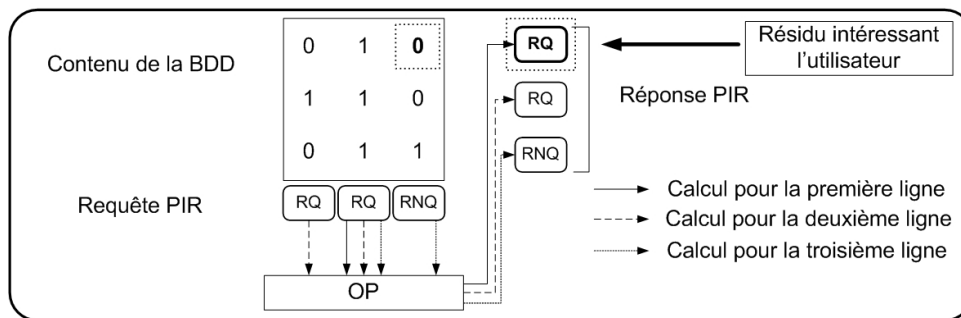 0 1 0
RQ
Résidu intéressant
l'utilisateur
Contenu de la BDD
1 1 0
RQ
Réponse PIR
0 1 1
RNQ
Requête PIR
RQ RQ RNQ
Calcul pour la première ligne
Calcul pour la deuxième ligne
Calcul pour la troisième ligne
OP